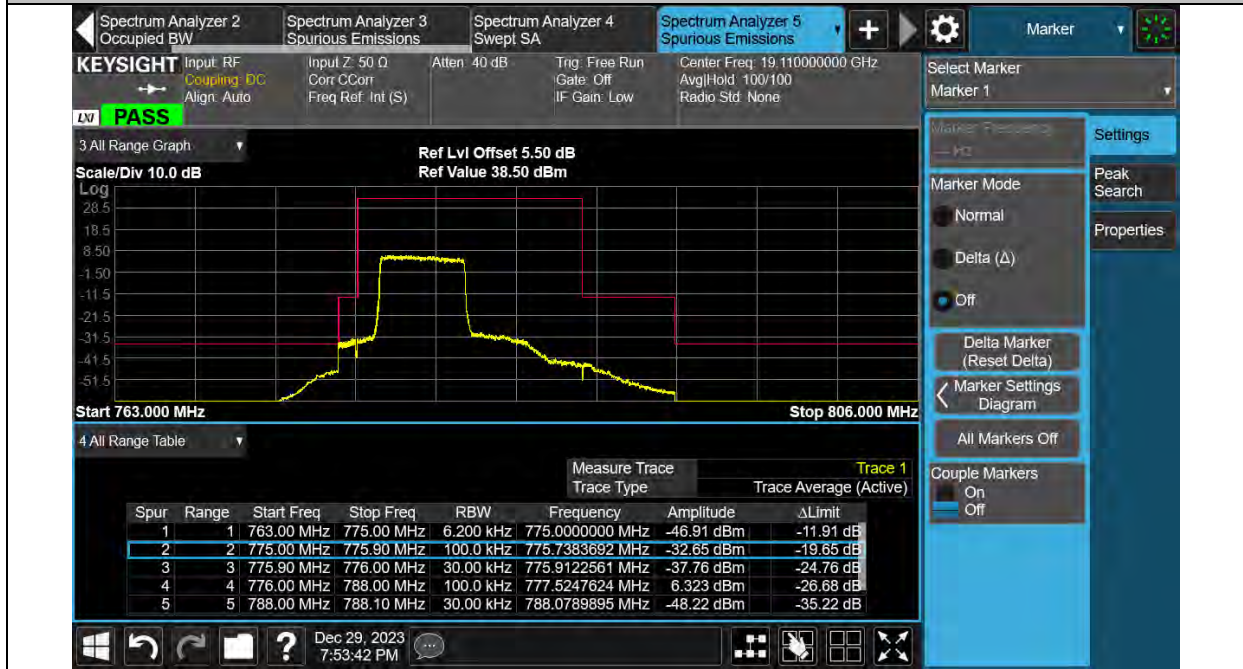 Spectrum Analyzer 2
Occupied BW
Spectrum Analyzer 3
Spurious Emissions
Spectrum Analyzer 4
Swept SA
Spectrum Analyzer 5
Spurious Emissions
+
Marker
KEYSIGHT
LXI
PASS
Input: RF
Coupling: DC
Align: Auto
Input Z: 50 Ω
Corr CCorr
Freq Ref: Int (S)
Atten: 40 dB
Trig: Free Run
Gate: Off
IF Gain: Low
Center Freq: 19.110000000 GHz
Avg|Hold: 100/100
Radio Std: None
Select Marker
Marker 1
Marker Frequency
--- Hz
Settings
Peak Search
Properties
Marker Mode
Normal
Delta (Δ)
Off
Delta Marker
(Reset Delta)
Marker Settings
Diagram
All Markers Off
Couple Markers
On
Off
3 All Range Graph
Scale/Div 10.0 dB
Ref Lvl Offset 5.50 dB
Ref Value 38.50 dBm
Log
28.5
18.5
8.50
-1.50
-11.5
-21.5
-31.5
-41.5
-51.5
Start 763.000 MHz
Stop 806.000 MHz
4 All Range Table
Measure Trace Trace 1
Trace Type Trace Average (Active)
Spur Range Start Freq Stop Freq RBW Frequency Amplitude ΔLimit
1 1 763.00 MHz 775.00 MHz 6.200 kHz 775.0000000 MHz -46.91 dBm -11.91 dB
2 2 775.00 MHz 775.90 MHz 100.0 kHz 775.7383692 MHz -32.65 dBm -19.65 dB
3 3 775.90 MHz 776.00 MHz 30.00 kHz 775.9122561 MHz -37.76 dBm -24.76 dB
4 4 776.00 MHz 788.00 MHz 100.0 kHz 777.5247624 MHz 6.323 dBm -26.68 dB
5 5 788.00 MHz 788.10 MHz 30.00 kHz 788.0789895 MHz -48.22 dBm -35.22 dB
?
Dec 29, 2023
7:53:42 PM